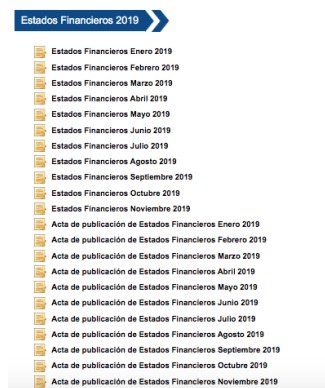 Estados Financieros 2019
Estados Financieros Enero 2019
Estados Financieros Febrero 2019
Estados Financieros Marzo 2019
Estados Financieros Abril 2019
Estados Financieros Mayo 2019
Estados Financieros Junio 2019
Estados Financieros Julio 2019
Estados Financieros Agosto 2019
Estados Financieros Septiembre 2019
Estados Financieros Octubre 2019
Estados Financieros Noviembre 2019
Acta de publicación de Estados Financieros Enero 2019
Acta de publicación de Estados Financieros Febrero 2019
Acta de publicación de Estados Financieros Marzo 2019
Acta de publicación de Estados Financieros Abril 2019
Acta de publicación de Estados Financieros Mayo 2019
Acta de publicación de Estados Financieros Junio 2019
Acta de publicación de Estados Financieros Julio 2019
Acta de publicación de Estados Financieros Agosto 2019
Acta de publicación de Estados Financieros Septiembre 2019
Acta de publicación de Estados Financieros Octubre 2019
Acta de publicación de Estados Financieros Noviembre 2019